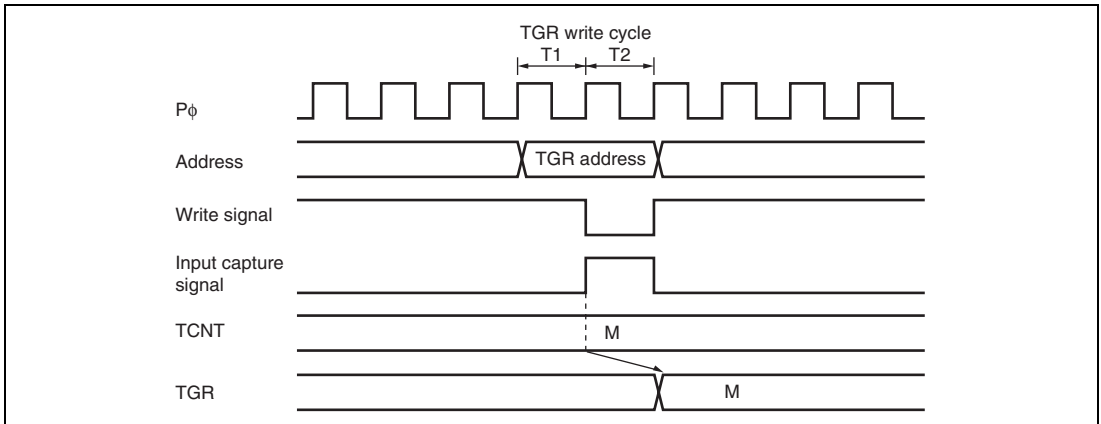 TGR write cycle
T1 T2
Pϕ
Address
TGR address
Write signal
Input capture
signal
TCNT
M
TGR
M